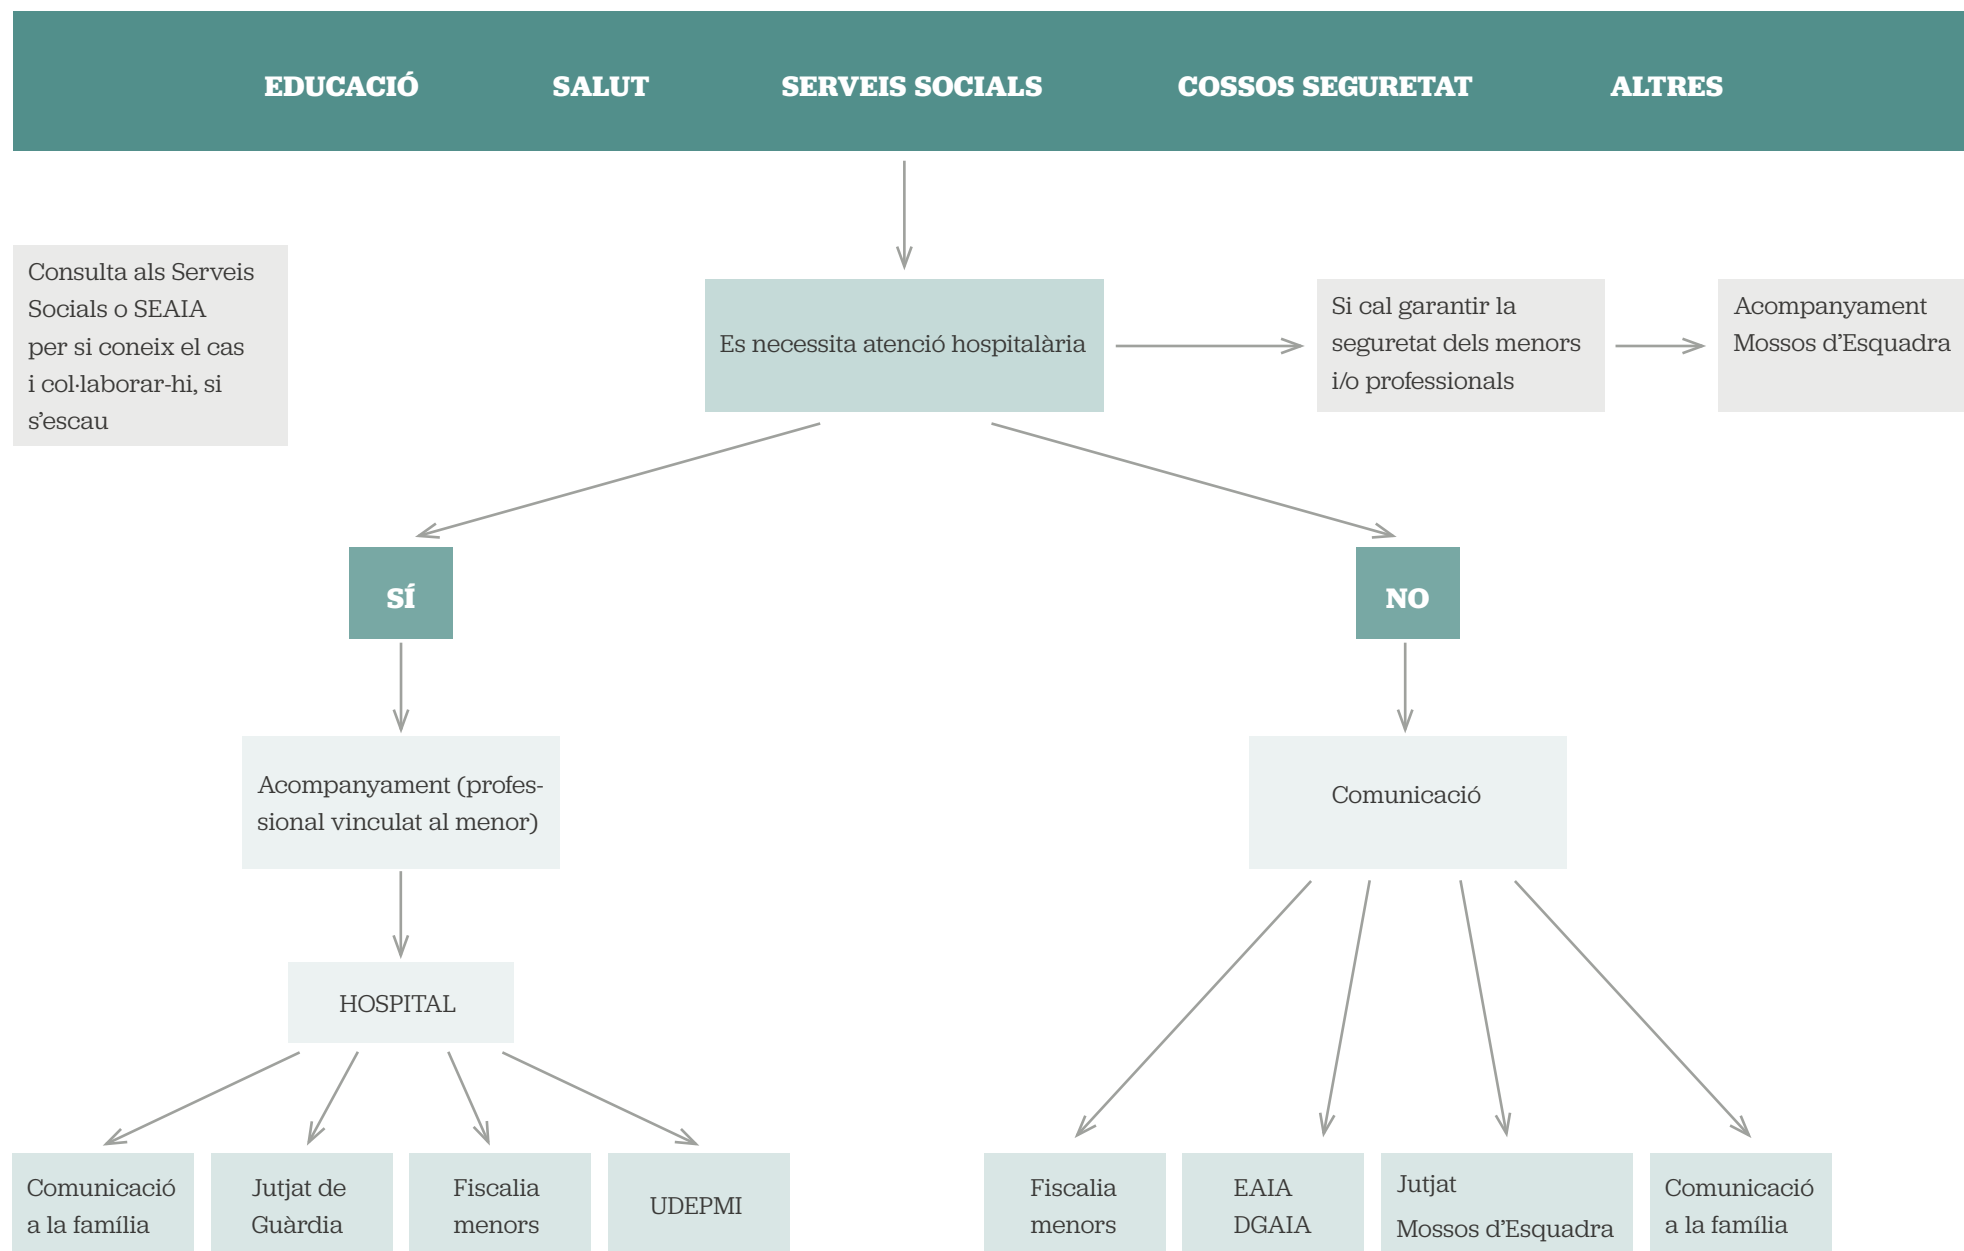 EDUCACIÓ SALUT SERVEIS SOCIALS COSSOS SEGURETAT ALTRES
Consulta als Serveis
Socials o SEAIA
per si coneix el cas
i col·laborar-hi, si
s’escau
Es necessita atenció hospitalària
Si cal garantir la
seguretat dels menors
i/o professionals
Acompanyament
Mossos d’Esquadra
SÍ
NO
Acompanyament (profes-
sional vinculat al menor)
Comunicació
HOSPITAL
Comunicació
a la família
Jutjat de
Guàrdia
Fiscalia
menors
UDEPMI
Fiscalia
menors
EAIA
DGAIA
Jutjat
Mossos d’Esquadra
Comunicació
a la família